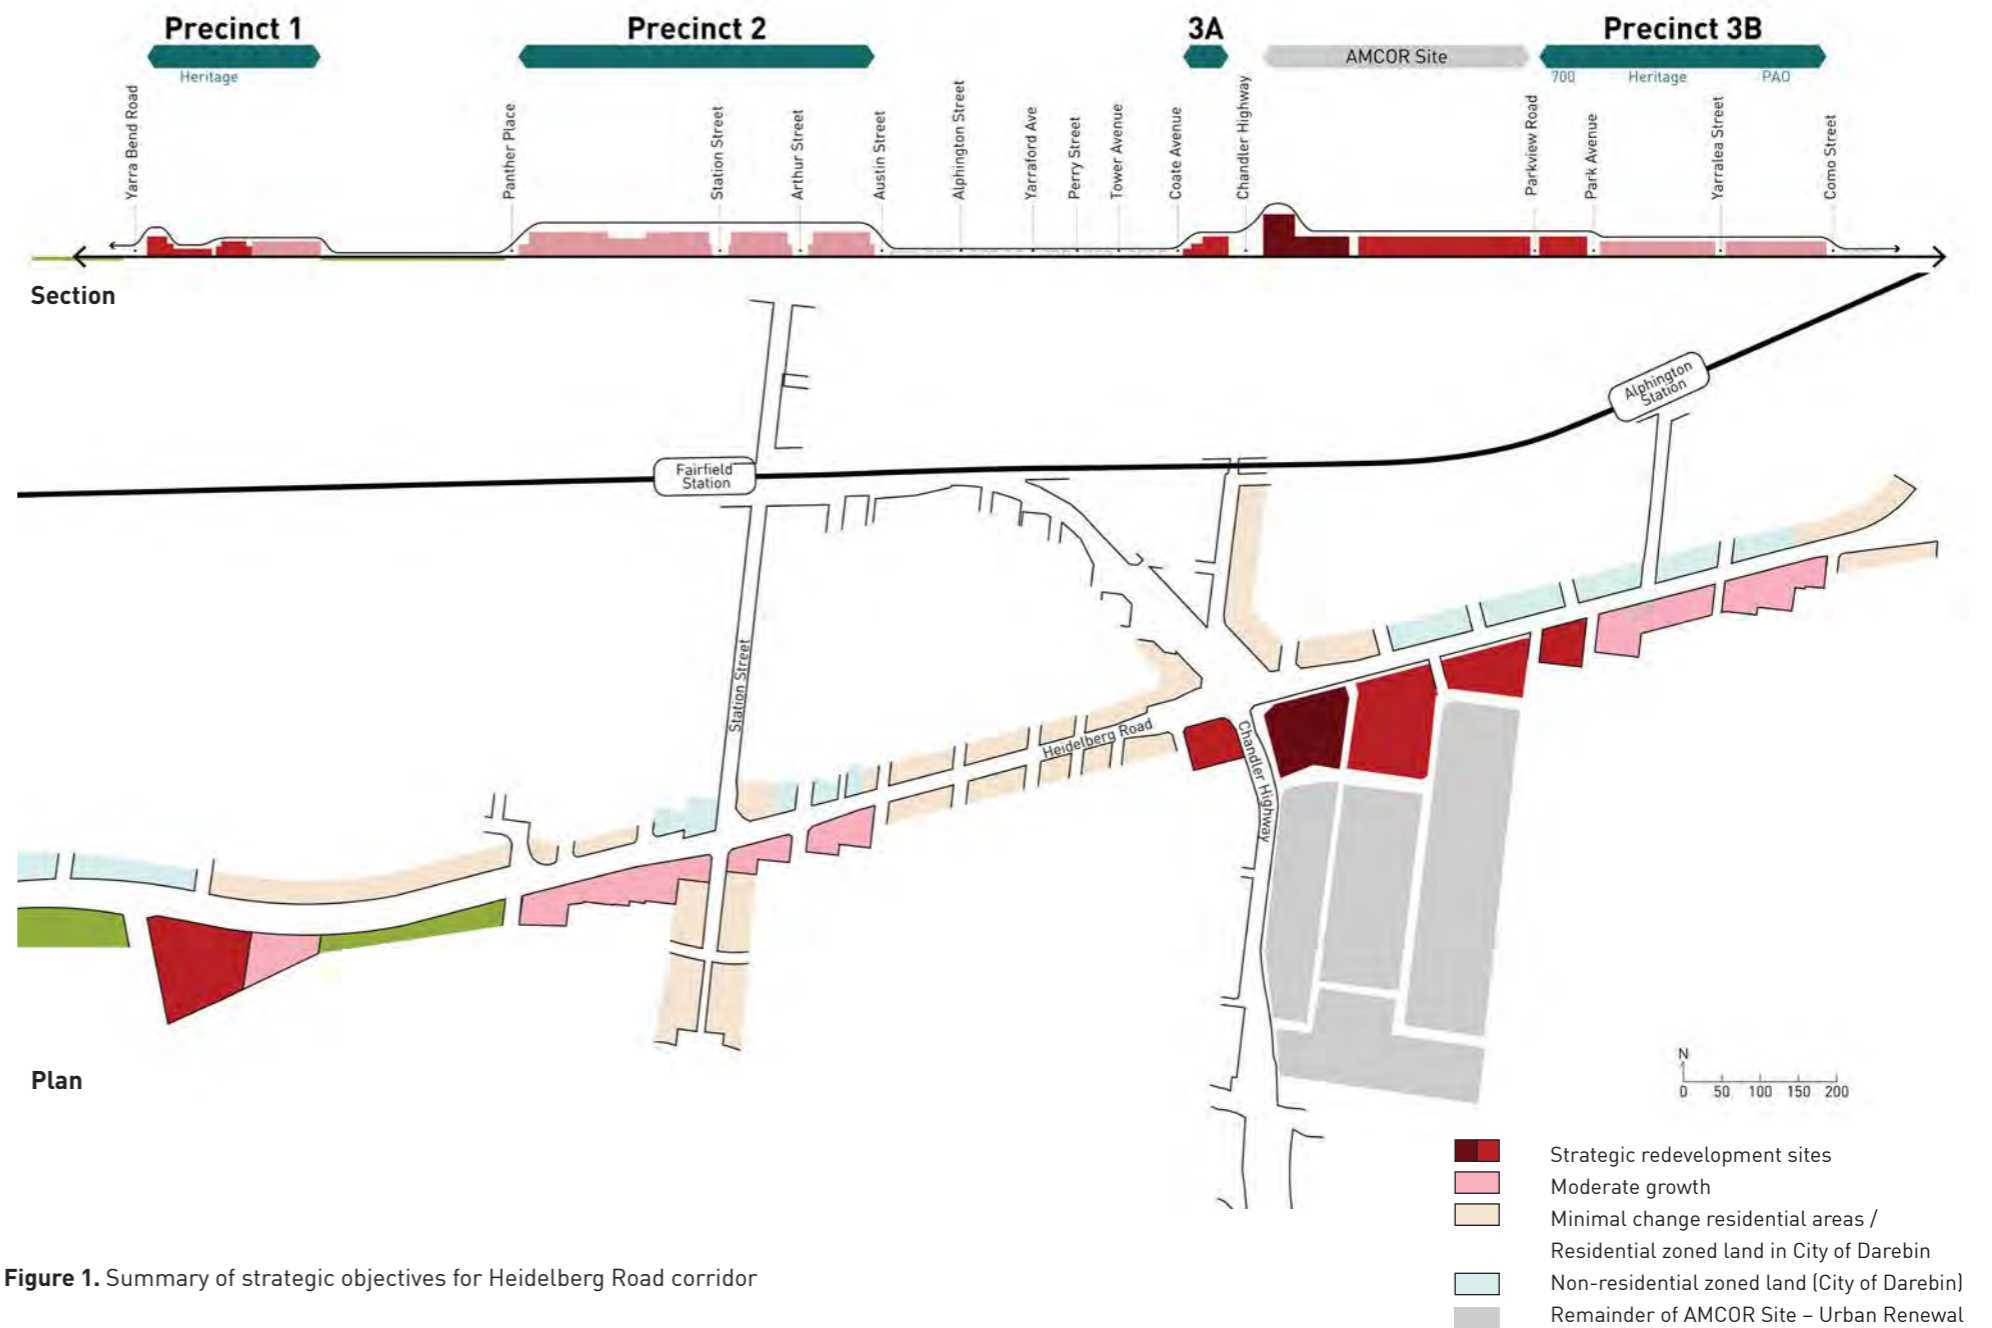 Precinct 1
Precinct 2
3A
Precinct 3B
AMCOR Site
Heritage
700
Heritage
PAO
Yarra Bend Road
Panther Place
Station Street
Arthur Street
Austin Street
Alphington Street
Yarraford Ave
Perry Street
Tower Avenue
Coate Avenue
Chandler Highway
Parkview Road
Park Avenue
Yarralea Street
Como Street
Section
Alphington
Station
Fairfield
Station
Station Street
Heidelberg Road
Chandler Highway
Plan
N
0 50 100 150 200
Strategic redevelopment sites
Moderate growth
Minimal change residential areas /
Residential zoned land in City of Darebin
Non-residential zoned land (City of Darebin)
Remainder of AMCOR Site – Urban Renewal
Figure 1. Summary of strategic objectives for Heidelberg Road corridor